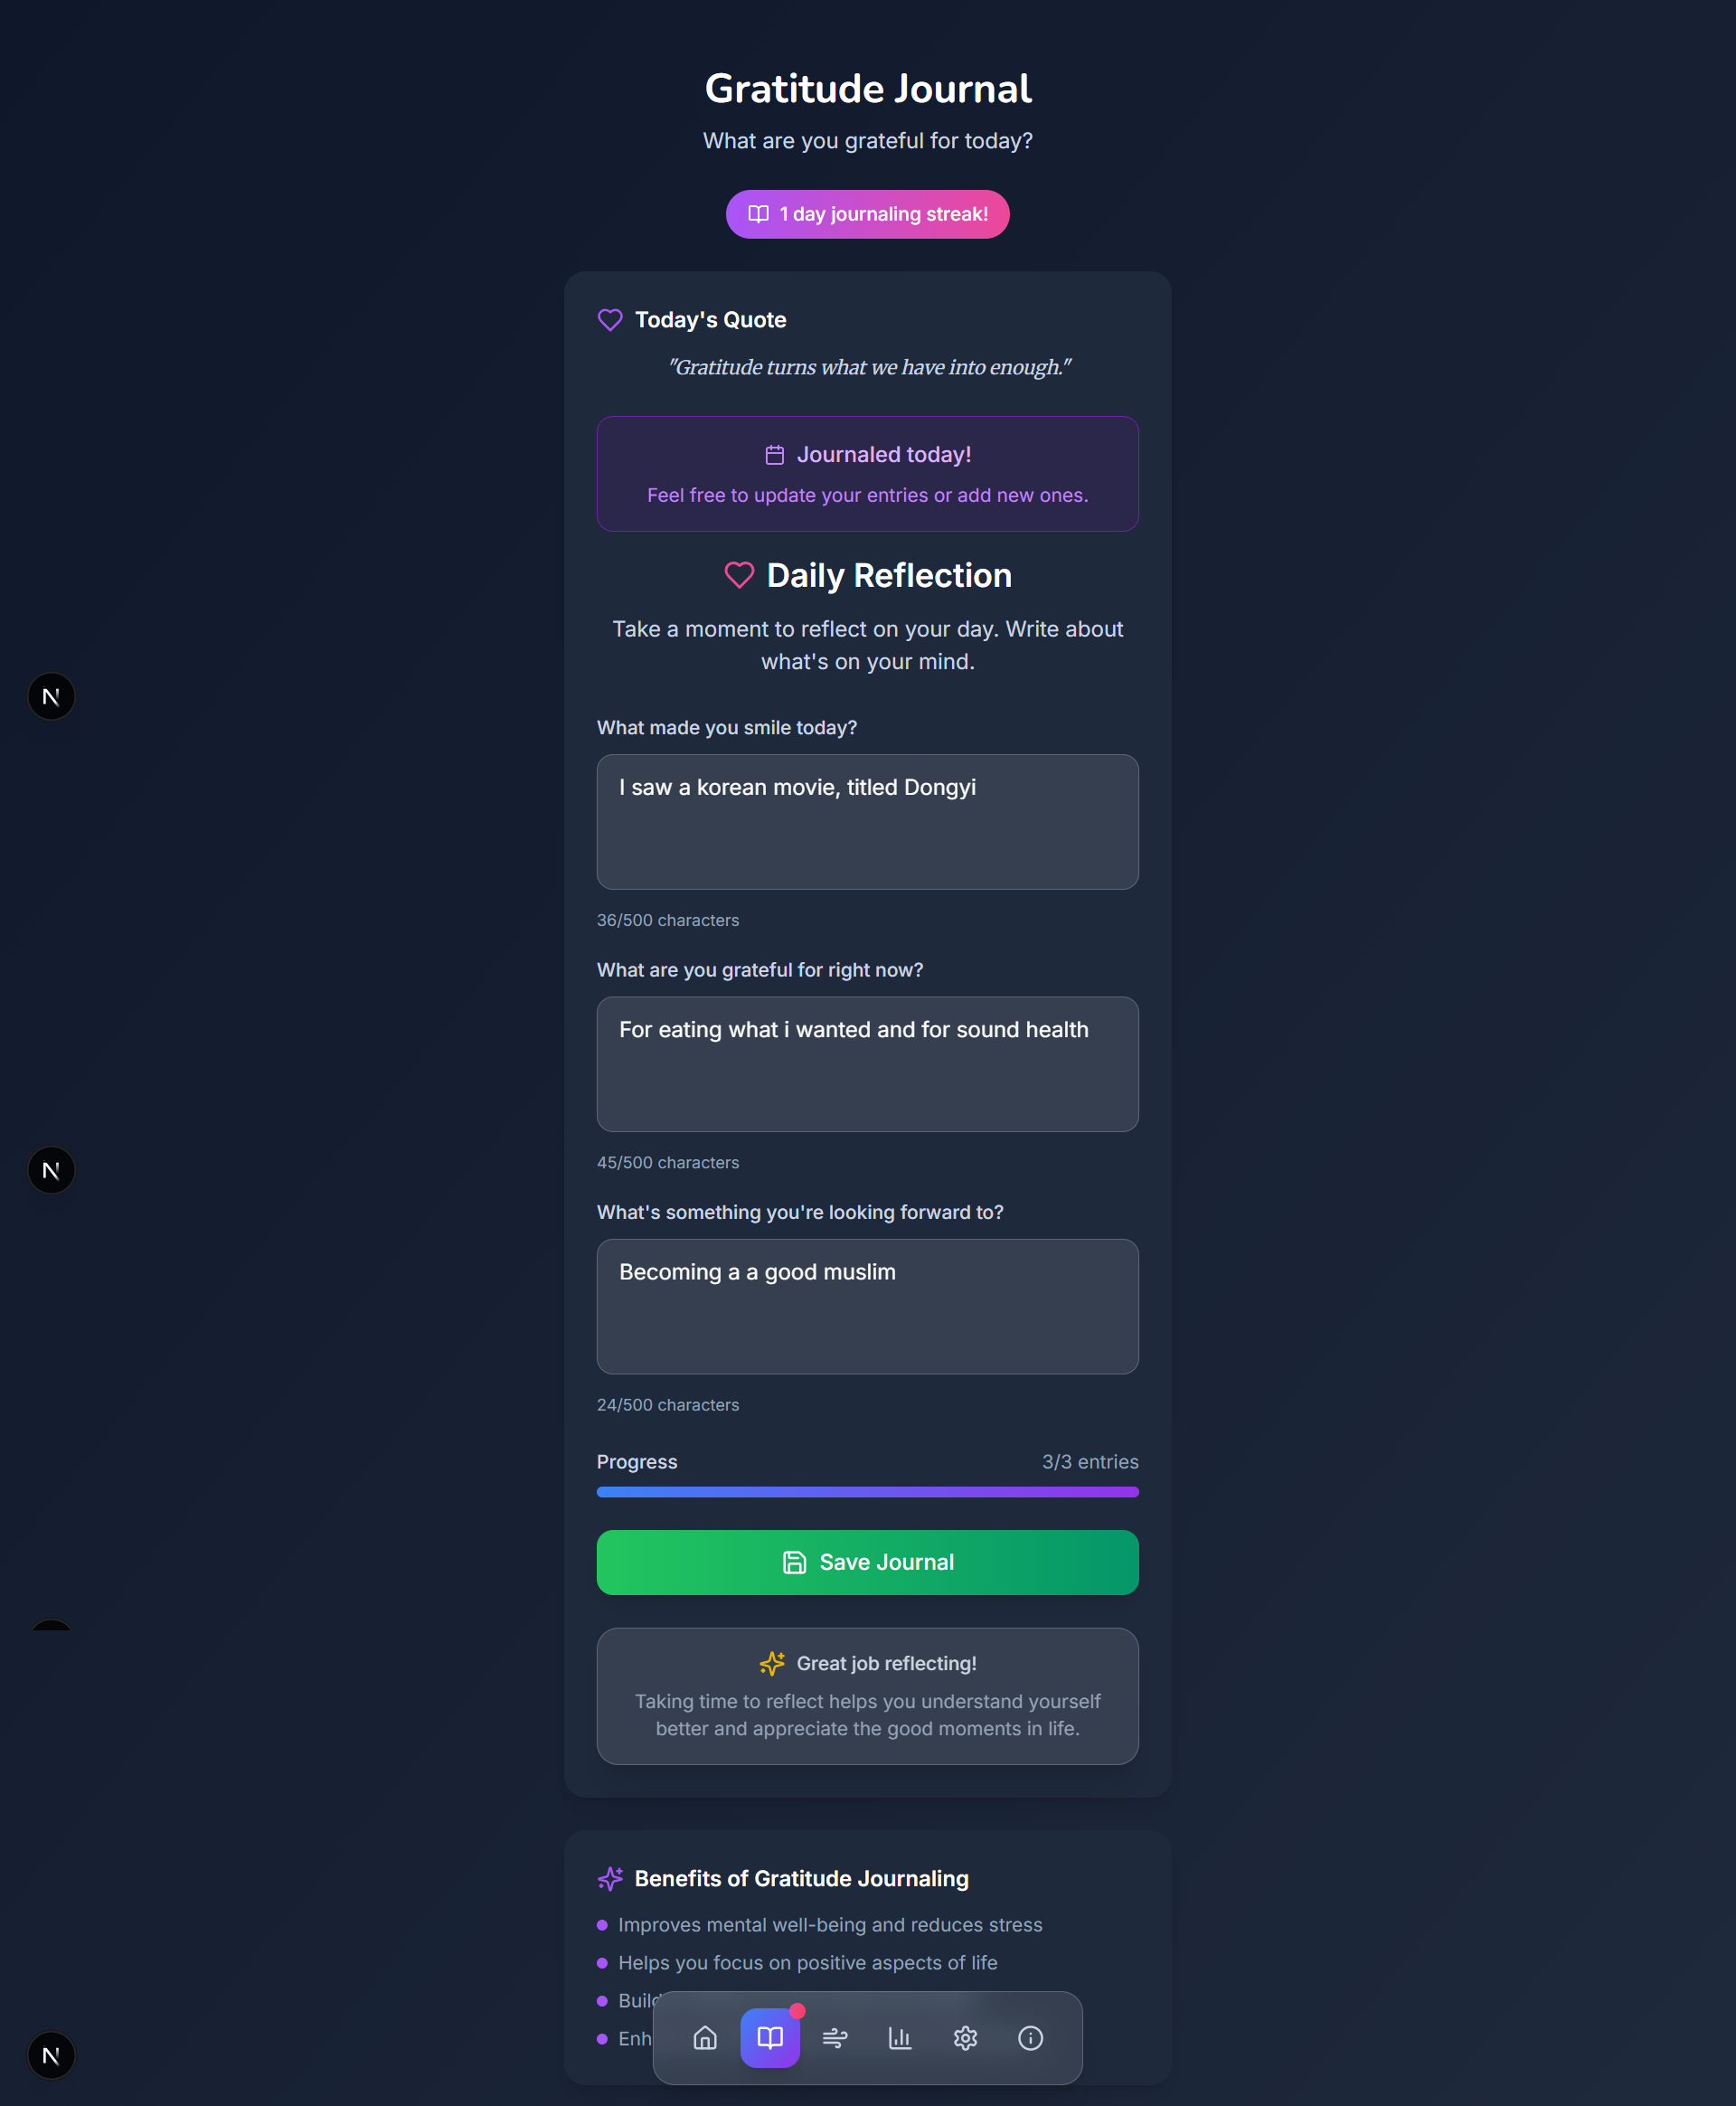 Gratitude Journal
What are you grateful for today?
1 day journaling streak!
Today's Quote
"Gratitude turns what we have into enough."
Journaled today!
Feel free to update your entries or add new ones.
Daily Reflection
Take a moment to reflect on your day. Write about
what's on your mind.
N
What made you smile today?
I saw a korean movie, titled Dongyi
36/500 characters
What are you grateful for right now?
For eating what i wanted and for sound health
45/500 characters
N
What's something you're looking forward to?
Becoming a a good muslim
24/500 characters
Progress
3/3 entries
Save Journal
Great job reflecting!
Taking time to reflect helps you understand yourself
better and appreciate the good moments in life.
Benefits of Gratitude Journaling
Improves mental well-being and reduces stress
Helps you focus on positive aspects of life
N